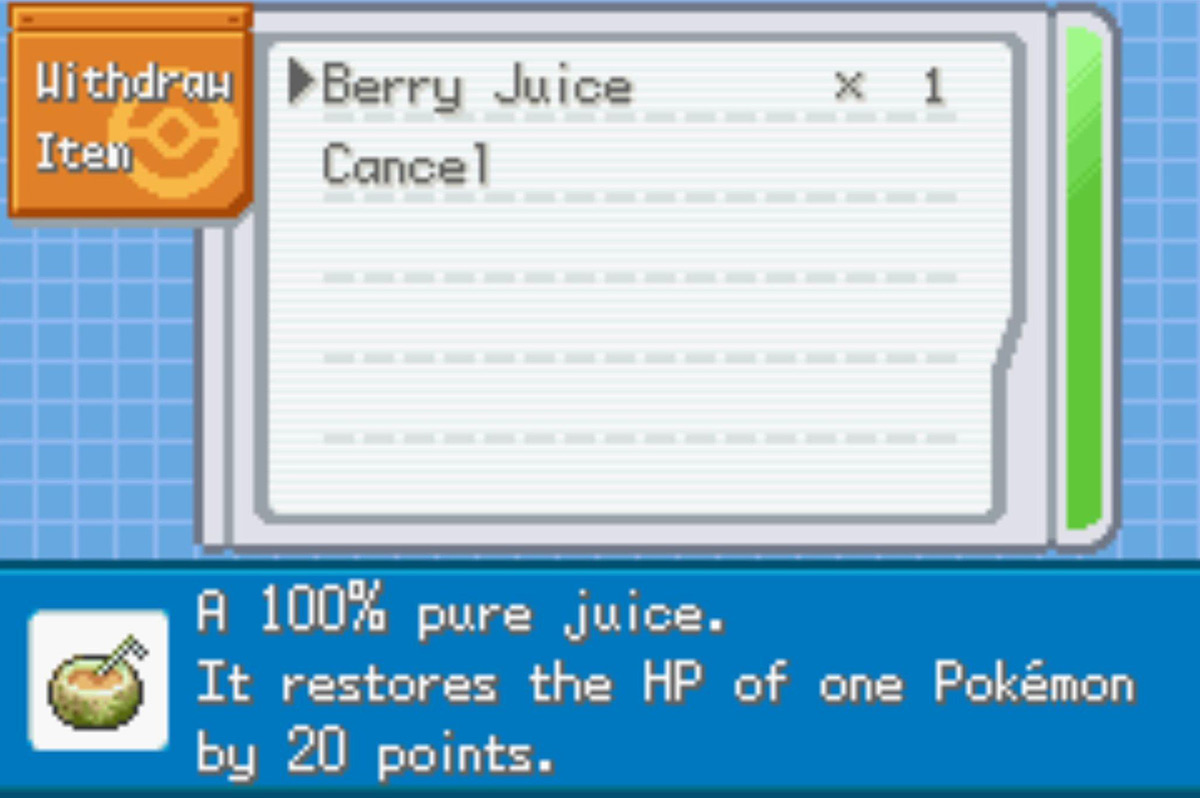 Withdraw
Item
▶Berry Juice × 1
Cancel
A 100% pure juice.
It restores the HP of one Pokémon
by 20 points.